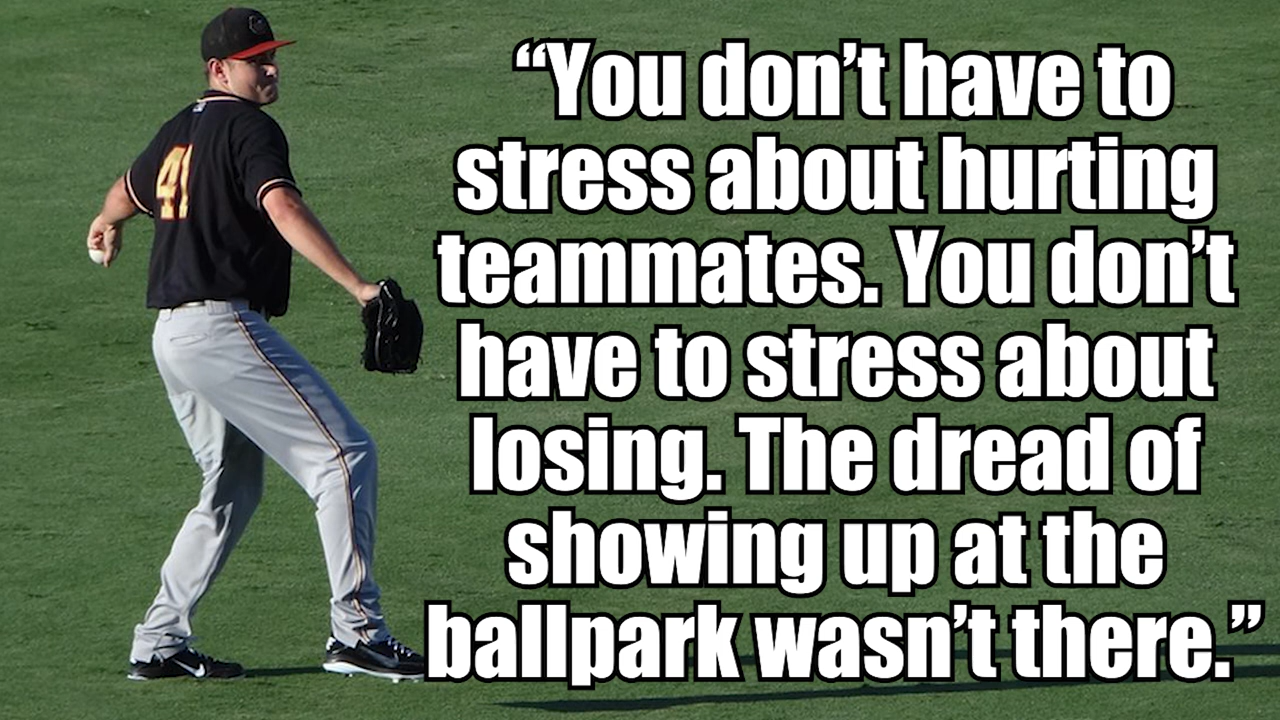 “You don’t have to
stress about hurting
teammates. You don’t
have to stress about
losing. The dread of
showing up at the
ballpark wasn’t there.”
41